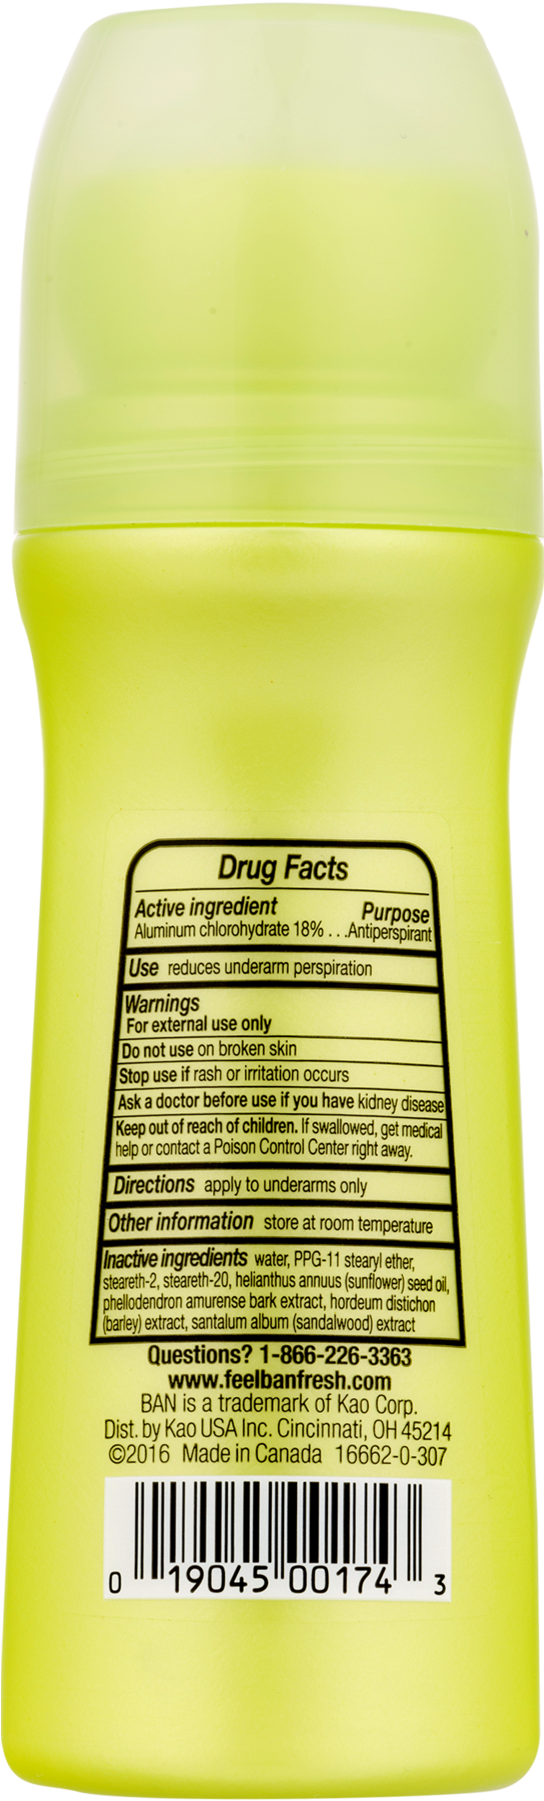 Drug Facts
Active ingredient Purpose
Aluminum chlorohydrate 18% . . .Antiperspirant
Use reduces underarm perspiration
Warnings
For external use only
Do not use on broken skin
Stop use if rash or irritation occurs
Ask a doctor before use if you have kidney disease
Keep out of reach of children. If swallowed, get medical
help or contact a Poison Control Center right away.
Directions apply to underarms only
Other information store at room temperature
Inactive ingredients water, PPG-11 stearyl ether,
steareth-2, steareth-20, helianthus annuus (sunflower) seed oil,
phellodendron amurense bark extract, hordeum distichon
(barley) extract, santalum album (sandalwood) extract
Questions? 1-866-226-3363
www.feelbanfresh.com
BAN is a trademark of Kao Corp.
Dist. by Kao USA Inc. Cincinnati, OH 45214
©2016 Made in Canada 16662-0-307
0 19045 00174 3